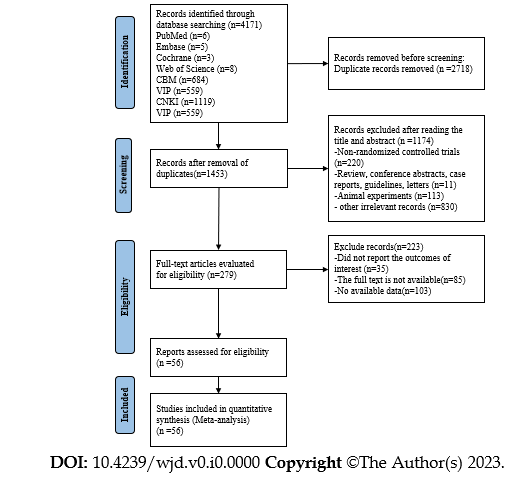 Identification
Records identified through
database searching (n=4171)
PubMed (n=6)
Embase (n=5)
Cochrane (n=3)
Web of Science (n=8)
CBM (n=684)
VIP (n=559)
CNKI (n=1119)
VIP (n=559)
Records removed before screening:
Duplicate records removed (n =2718)
Screening
Records after removal of
duplicates(n=1453)
Records excluded after reading the
title and abstract (n =1174)
-Non-randomized controlled trials
(n=220)
-Review, conference abstracts, case
reports, guidelines, letters (n=11)
-Animal experiments (n=113)
- other irrelevant records (n=830)
Eligibility
Full-text articles evaluated
for eligibility (n=279)
Exclude records(n=223)
-Did not report the outcomes of
interest (n=35)
-The full text is not available(n=85)
-No available data(n=103)
Reports assessed for eligibility
(n =56)
Included
Studies included in quantitative
synthesis (Meta-analysis)
(n =56)
DOI: 10.4239/wjd.v0.i0.0000 Copyright ©The Author(s) 2023.